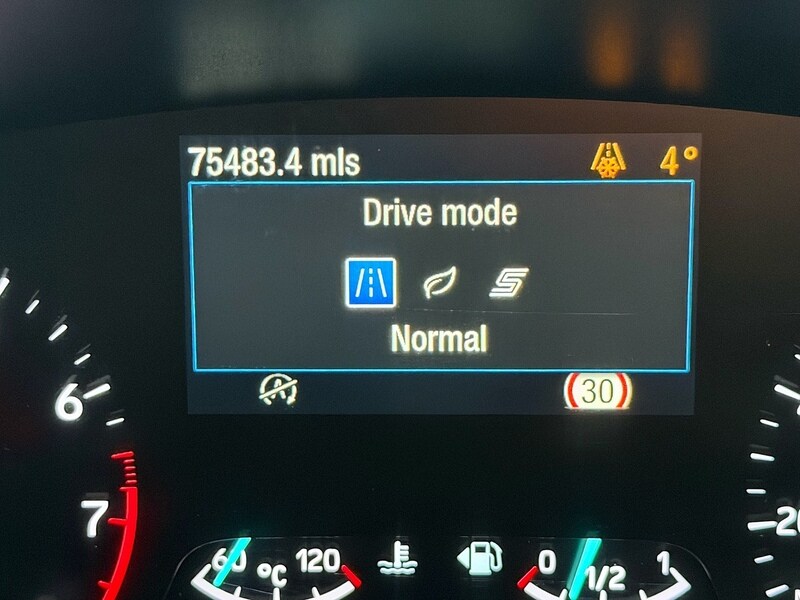 75483.4 mls 4°
Drive mode
S
Normal
A 30
6
7
60 °C 120 0 1/2 1